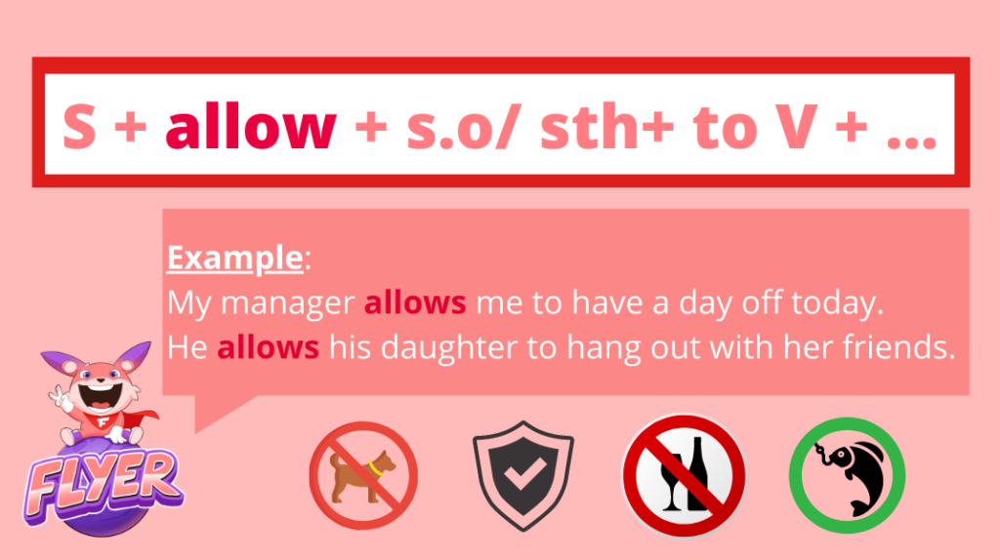 S + allow + s.o/ sth+ to V + ...
Example:
My manager allows me to have a day off today.
He allows his daughter to hang out with her friends.
F
FLYER